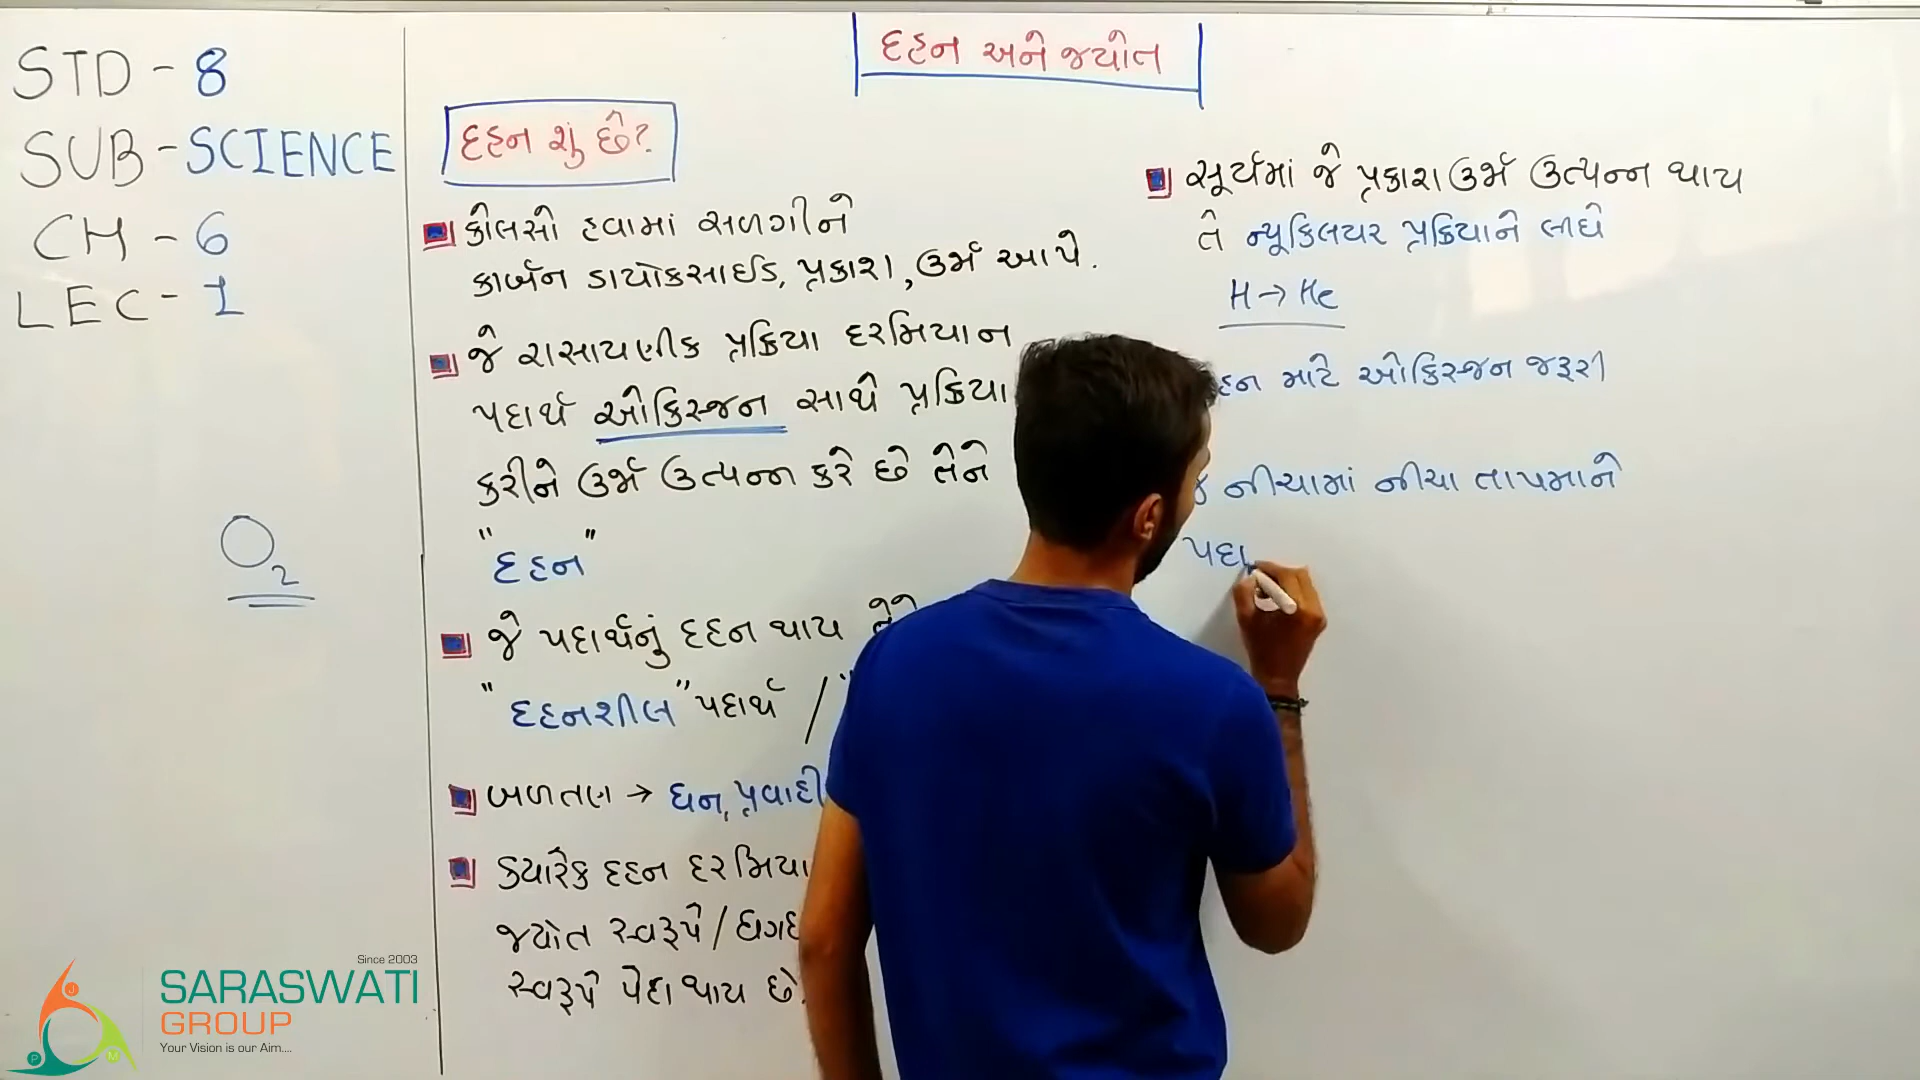 STD - 8
SUB - SCIENCE
CH - 6
LEC - 1
O2
દહન અને જ્યોત
દહન શું છે?
કોલસો હવામાં સળગીને
કાર્બન ડાયોકસાઈડ, પ્રકાશ, ઉર્જા આપે.
જે રાસાયણીક પ્રક્રિયા દરમિયાન
પદાર્થ ઓક્સિજન સાથે પ્રક્રિયા
કરીને ઉર્જા ઉત્પન્ન કરે છે તેને
"દહન"
જે પદાર્થનું દહન થાય તેને
"દહનશીલ" પદાર્થ / "
બળતણ → ઘન, પ્રવાહી
ક્યારેક દહન દરમિયા
જ્યોત સ્વરૂપે /
સ્વરૂપે પેદા થાય છે.
સૂર્યમાં જે પ્રકાશ ઉર્જા ઉત્પન્ન થાય
તે ન્યૂકિલયર પ્રક્રિયાને લીધે
H → He
હન માટે ઓક્સિજન જરૂરી
નીચામાં નીચા તાપમાને
પદા
Since 2003
SARASWATI
GROUP
Your Vision is our Aim....
J
P
M